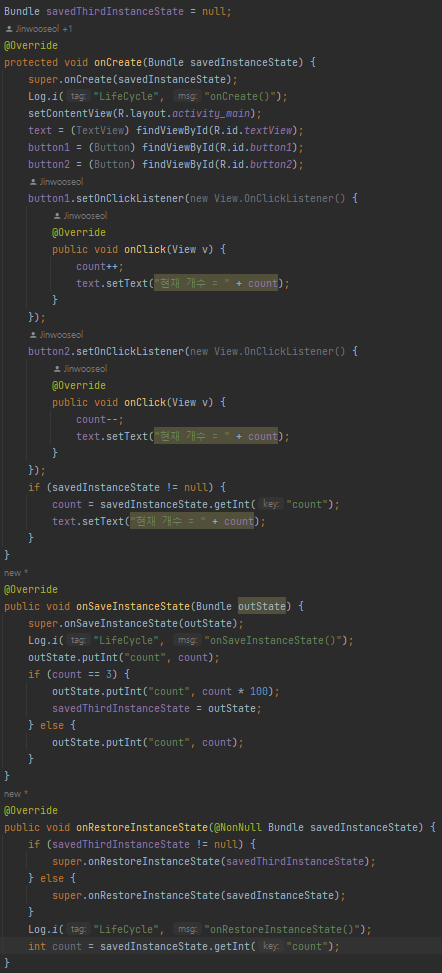 Bundle savedThirdInstanceState = null;
Jinwooseol +1
@Override
protected void onCreate(Bundle savedInstanceState) {
super.onCreate(savedInstanceState);
Log.i( tag: "LifeCycle", msg: "onCreate()");
setContentView(R.layout.activity_main);
text = (TextView) findViewById(R.id.textView);
button1 = (Button) findViewById(R.id.button1);
button2 = (Button) findViewById(R.id.button2);
Jinwooseol
button1.setOnClickListener(new View.OnClickListener() {
Jinwooseol
@Override
public void onClick(View v) {
count++;
text.setText("현재 개수 = " + count);
}
});
Jinwooseol
button2.setOnClickListener(new View.OnClickListener() {
Jinwooseol
@Override
public void onClick(View v) {
count--;
text.setText("현재 개수 = " + count);
}
});
if (savedInstanceState != null) {
count = savedInstanceState.getInt( key: "count");
text.setText("현재 개수 = " + count);
}
}
new *
@Override
public void onSaveInstanceState(Bundle outState) {
super.onSaveInstanceState(outState);
Log.i( tag: "LifeCycle", msg: "onSaveInstanceState()");
outState.putInt("count", count);
if (count == 3) {
outState.putInt("count", count * 100);
savedThirdInstanceState = outState;
} else {
outState.putInt("count", count);
}
}
new *
@Override
public void onRestoreInstanceState(@NonNull Bundle savedInstanceState) {
if (savedThirdInstanceState != null) {
super.onRestoreInstanceState(savedThirdInstanceState);
} else {
super.onRestoreInstanceState(savedInstanceState);
}
Log.i( tag: "LifeCycle", msg: "onRestoreInstanceState()");
int count = savedInstanceState.getInt( key: "count");
}